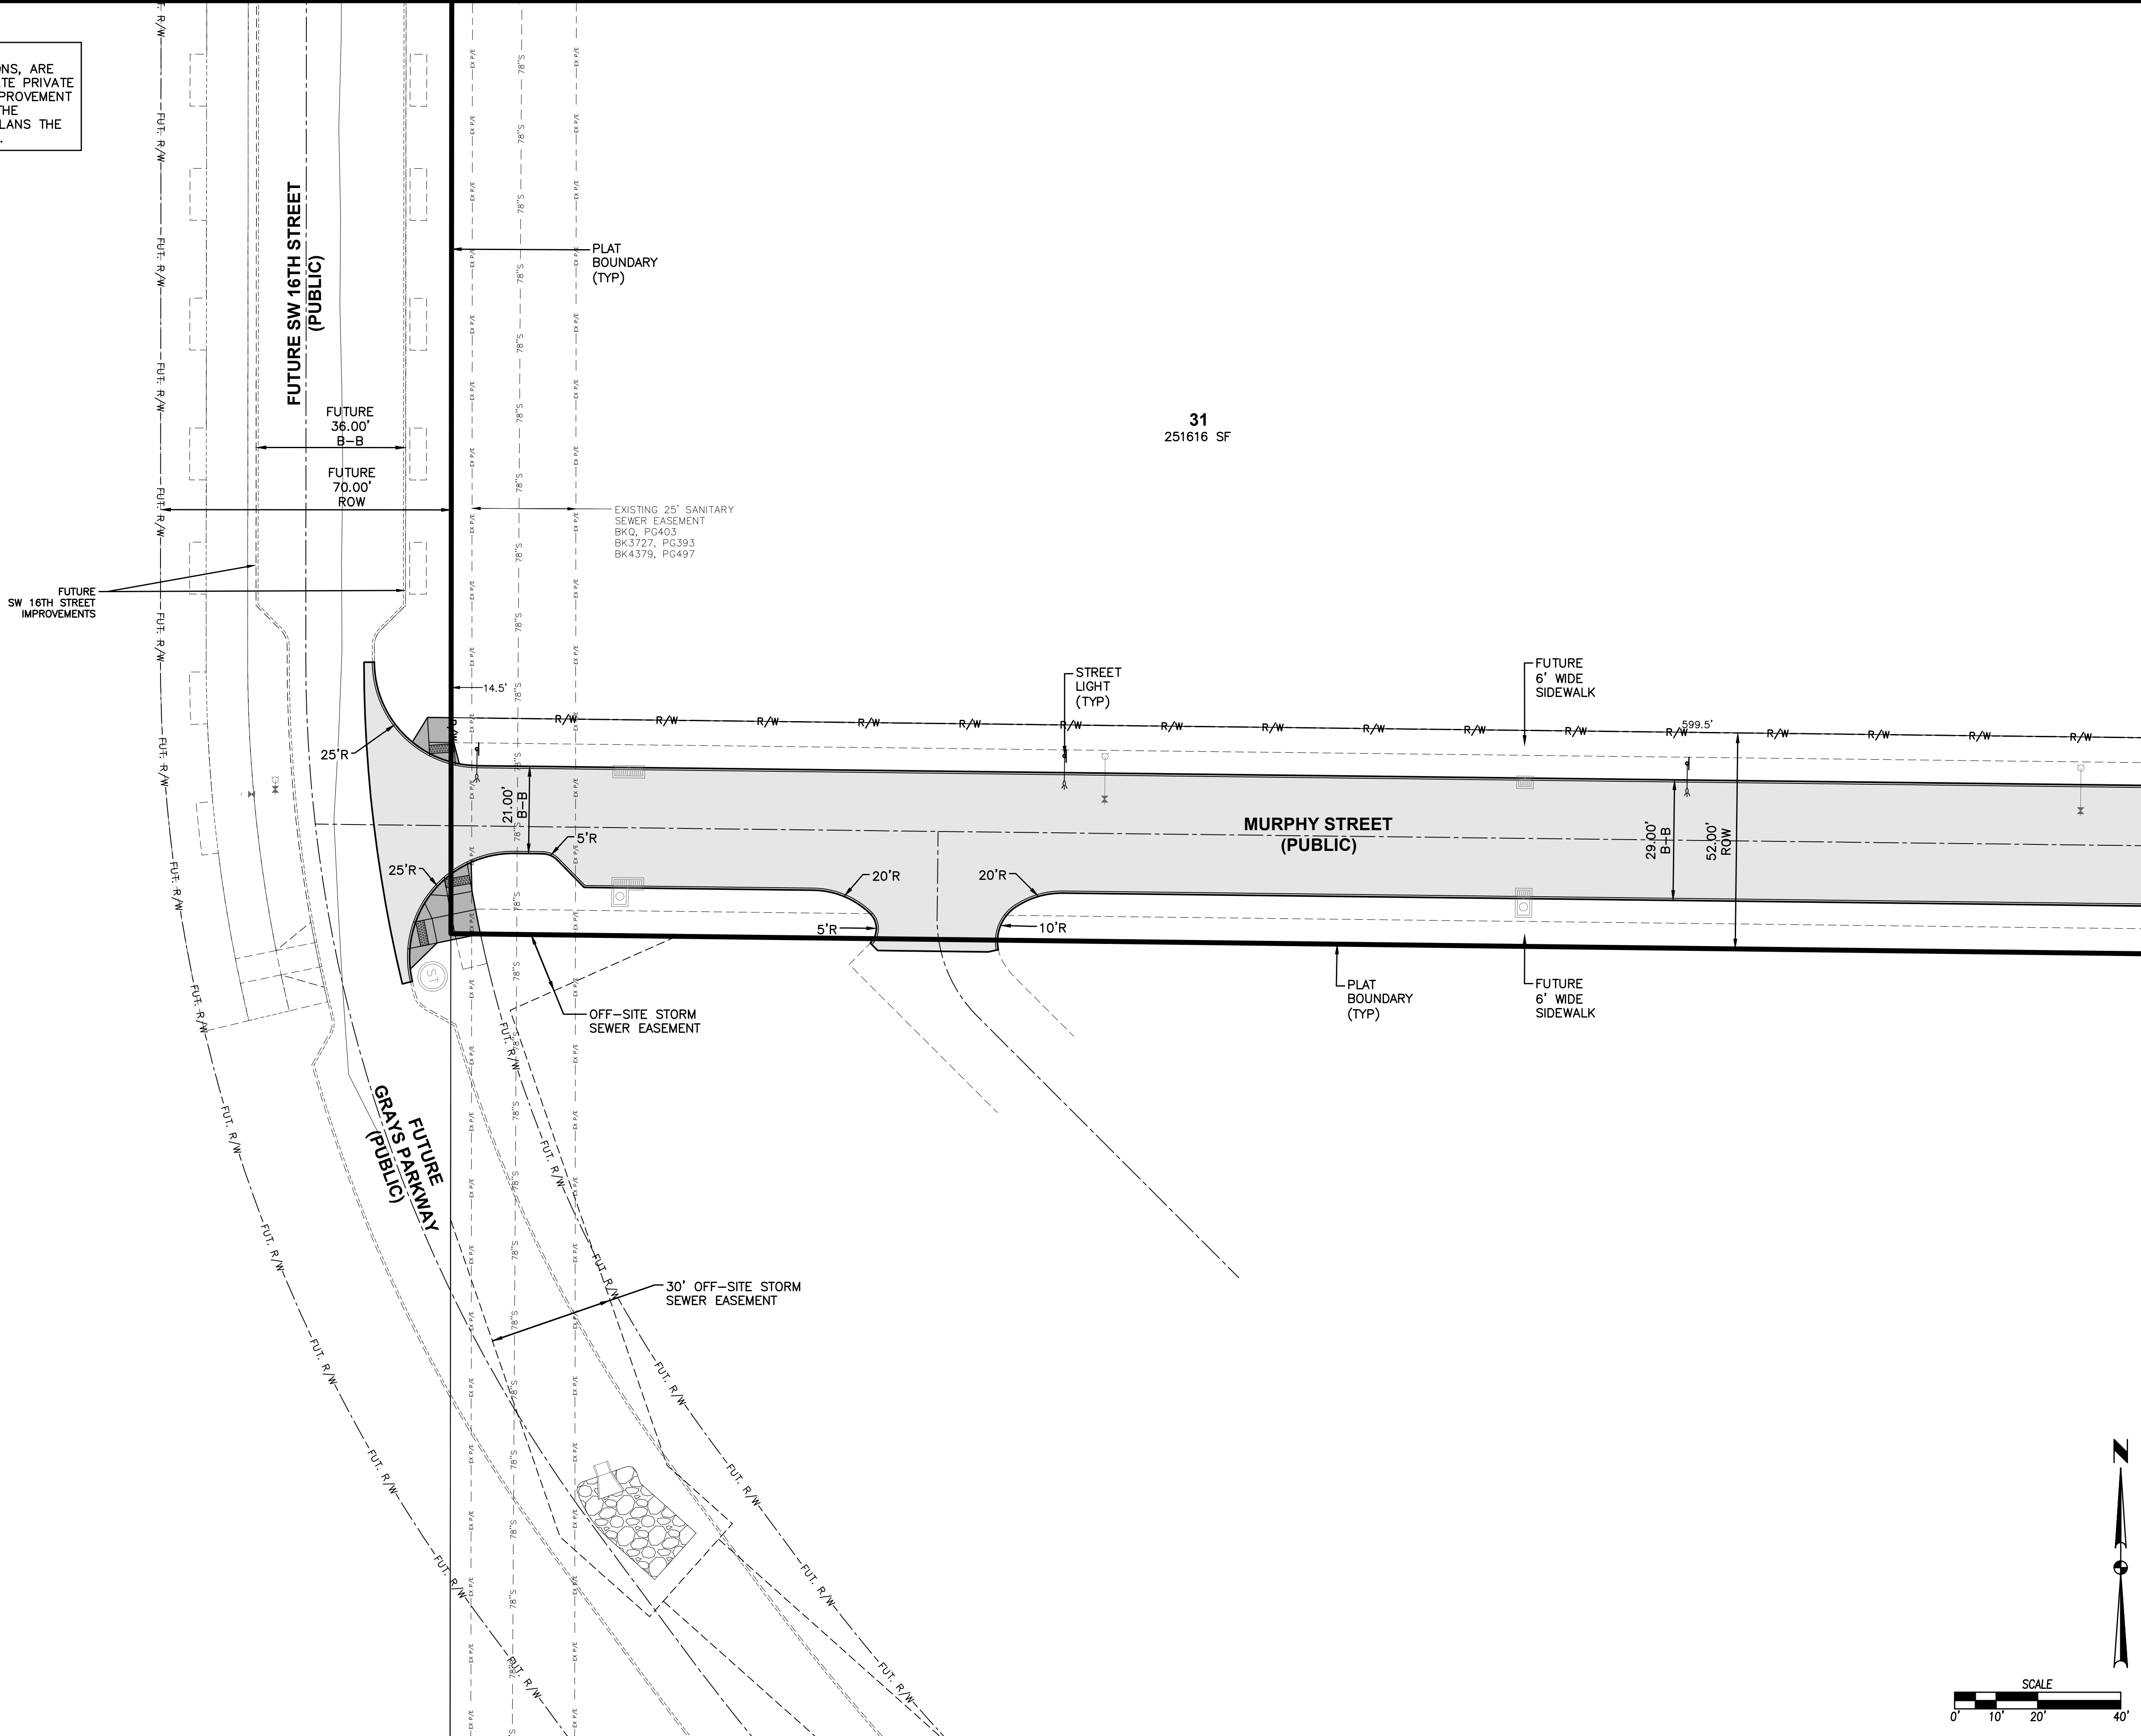 ONS, ARE
TE PRIVATE
PROVEMENT
THE
LANS THE
.
FUTURE SW 16TH STREET
(PUBLIC)
PLAT
BOUNDARY
(TYP)
FUTURE
36.00'
B-B
FUTURE
70.00'
ROW
31
251616 SF
EXISTING 25' SANITARY
SEWER EASEMENT
BKQ, PG403
BK3727, PG393
BK4379, PG497
FUTURE
SW 16TH STREET
IMPROVEMENTS
14.5'
STREET
LIGHT
(TYP)
FUTURE
6' WIDE
SIDEWALK
R/W R/W R/W R/W R/W R/W R/W R/W R/W R/W R/W R/W R/W R/W R/W R/W
599.5'
25'R
21.00'
B-B
5'R
MURPHY STREET
(PUBLIC)
29.00'
B-B
52.00'
ROW
25'R
20'R
20'R
5'R
10'R
ST
OFF-SITE STORM
SEWER EASEMENT
PLAT
BOUNDARY
(TYP)
FUTURE
6' WIDE
SIDEWALK
FUTURE
GRAYS PARKWAY
(PUBLIC)
30' OFF-SITE STORM
SEWER EASEMENT
FUT. R/W
EX P/E
78"S
N
SCALE
0' 10' 20' 40'